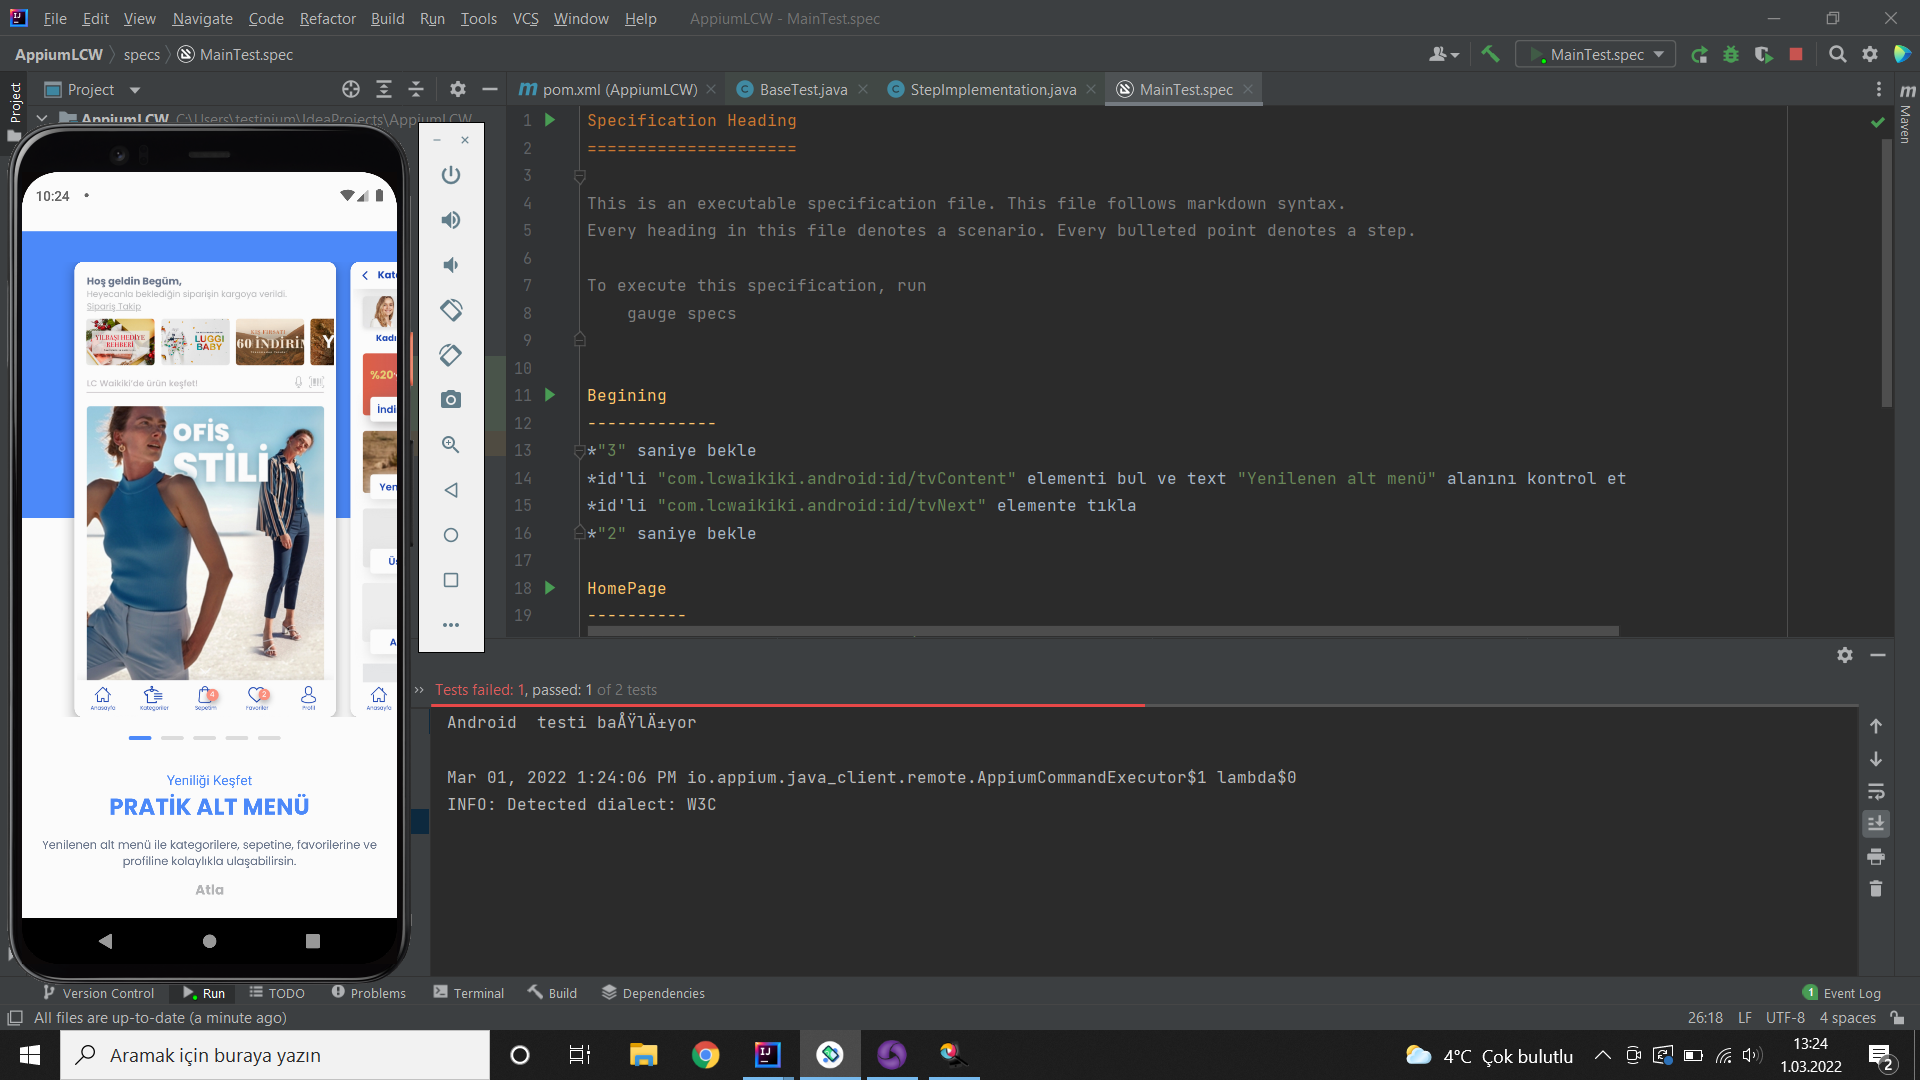 File Edit View Navigate Code Refactor Build Run Tools VCS Window Help AppiumLCW - MainTest.spec
AppiumLCW specs MainTest.spec
MainTest.spec
Project
Project
pom.xml (AppiumLCW) BaseTest.java StepImplementation.java MainTest.spec
Maven
AppiumLCW C:\Users\testinium\IdeaProjects\AppiumLCW
1 Specification Heading
2 =====================
3
4 This is an executable specification file. This file follows markdown syntax.
5 Every heading in this file denotes a scenario. Every bulleted point denotes a step.
6
7 To execute this specification, run
8 gauge specs
9
10
11 Begining
12 -------------
13 *"3" saniye bekle
14 *id'li "com.lcwaikiki.android:id/tvContent" elementi bul ve text "Yenilenen alt menü" alanını kontrol et
15 *id'li "com.lcwaikiki.android:id/tvNext" elemente tıkla
16 *"2" saniye bekle
17
18 HomePage
19 ----------
10:24
Hoş geldin Begüm,
Heyecanla beklediğin siparişin kargoya verildi.
Sipariş Takip
YILBAŞI HEDİYE REHBERİ
LUGGI BABY
60 İNDİRİM
LC Waikiki'de ürün keşfet!
OFİS
STİLİ
Kate
Kadı
%20
İndi
Yen
Üs
A
Anasayfa Kategoriler Sepetim Favoriler Profil Anasayfa
4
2
Yeniliği Keşfet
PRATİK ALT MENÜ
Yenilenen alt menü ile kategorilere, sepetine, favorilerine ve
profiline kolaylıkla ulaşabilirsin.
Atla
Tests failed: 1, passed: 1 of 2 tests
Android testi baÅŸlÄ±yor
Mar 01, 2022 1:24:06 PM io.appium.java_client.remote.AppiumCommandExecutor$1 lambda$0
INFO: Detected dialect: W3C
Version Control Run TODO Problems Terminal Build Dependencies
1 Event Log
All files are up-to-date (a minute ago)
26:18 LF UTF-8 4 spaces
Aramak için buraya yazın
4°C Çok bulutlu
13:24
1.03.2022
2